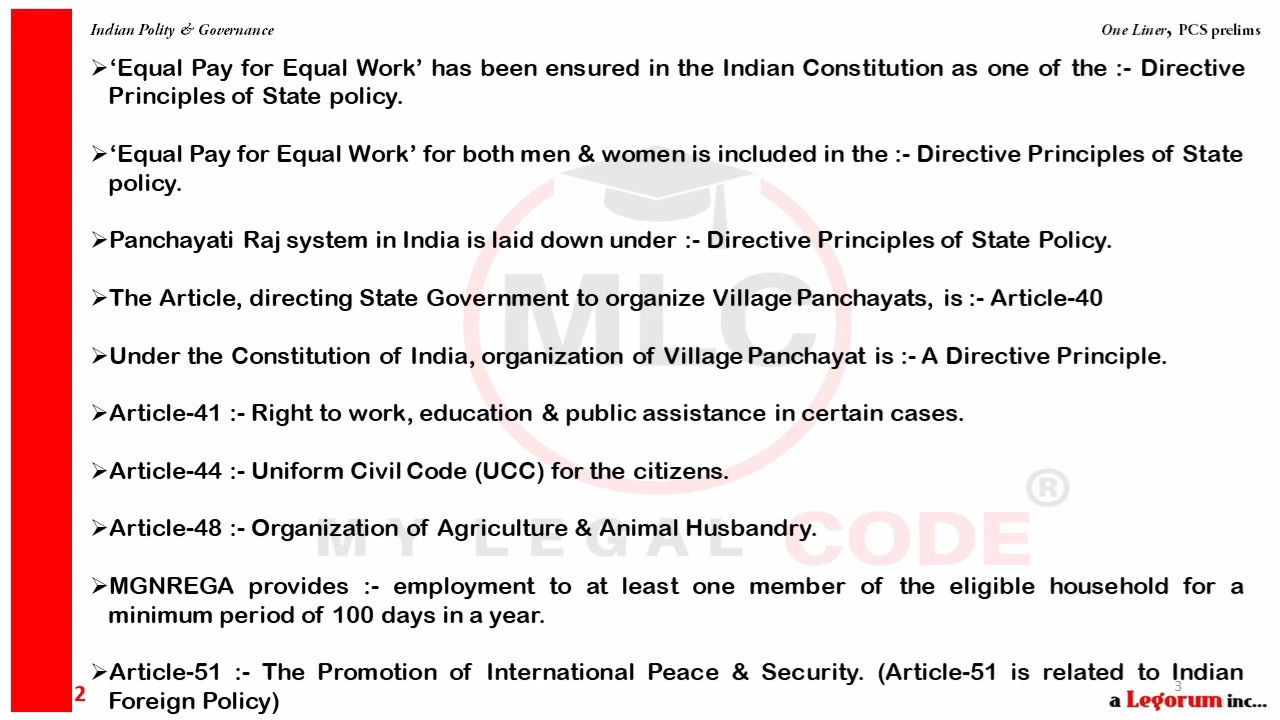 Indian Polity & Governance
One Liner, PCS prelims
➢‘Equal Pay for Equal Work’ has been ensured in the Indian Constitution as one of the :- Directive
Principles of State policy.
➢‘Equal Pay for Equal Work’ for both men & women is included in the :- Directive Principles of State
policy.
➢Panchayati Raj system in India is laid down under :- Directive Principles of State Policy.
➢The Article, directing State Government to organize Village Panchayats, is :- Article-40
➢Under the Constitution of India, organization of Village Panchayat is :- A Directive Principle.
➢Article-41 :- Right to work, education & public assistance in certain cases.
➢Article-44 :- Uniform Civil Code (UCC) for the citizens.
➢Article-48 :- Organization of Agriculture & Animal Husbandry.
➢MGNREGA provides :- employment to at least one member of the eligible household for a
minimum period of 100 days in a year.
➢Article-51 :- The Promotion of International Peace & Security. (Article-51 is related to Indian
Foreign Policy)
MLC
MY LEGAL CODE®
2
3
a Legorum inc...